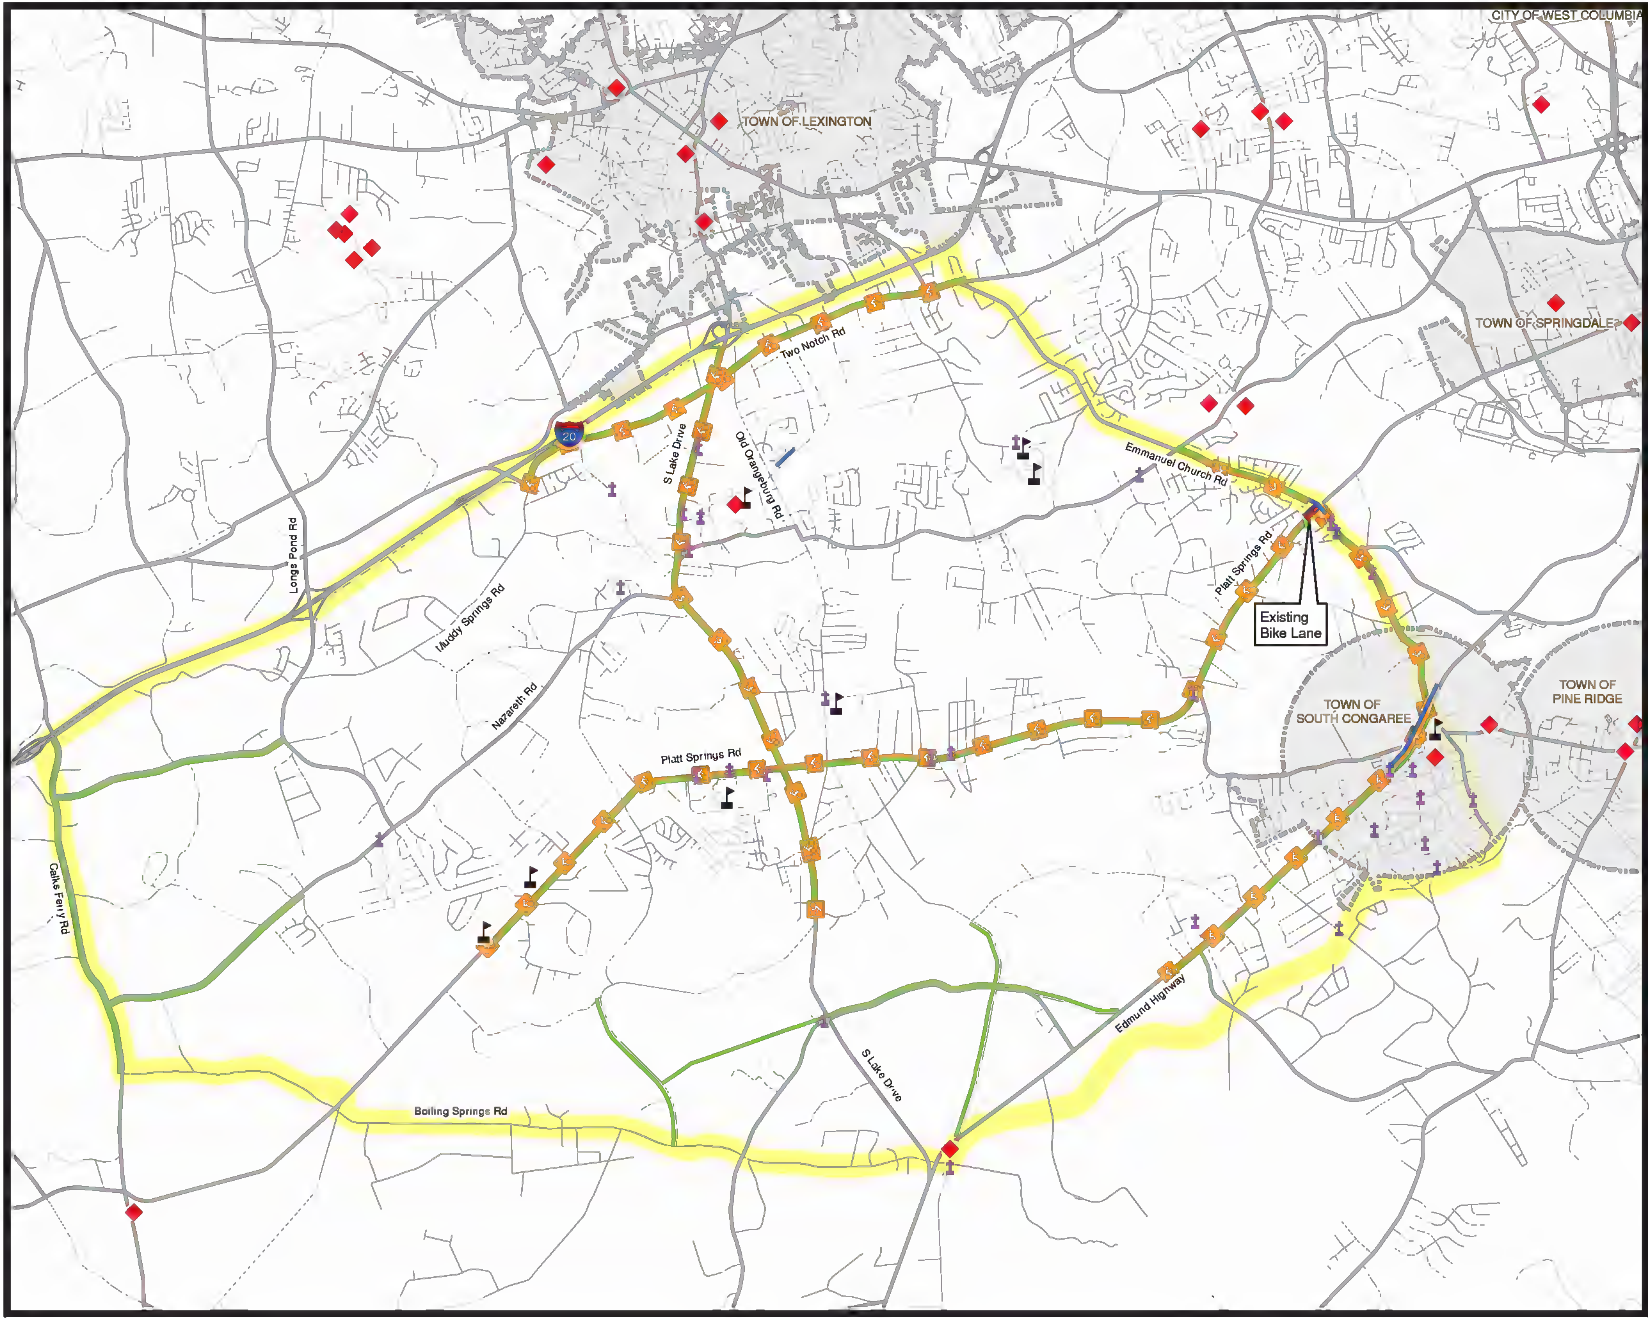 CITY OF WEST COLUMBIA
TOWN OF LEXINGTON
TOWN OF SPRINGDALE
Two Notch Rd
20
S Lake Drive
Old Orangeburg Rd
Emmanuel Church Rd
Longs Pond Rd
Platt Springs Rd
Muddy Springs Rd
Existing
Bike Lane
Nazareth Rd
TOWN OF
PINE RIDGE
TOWN OF
SOUTH CONGAREE
Platt Springs Rd
Calks Ferry Rd
Edmund Highway
S Lake Drive
Boiling Springs Rd